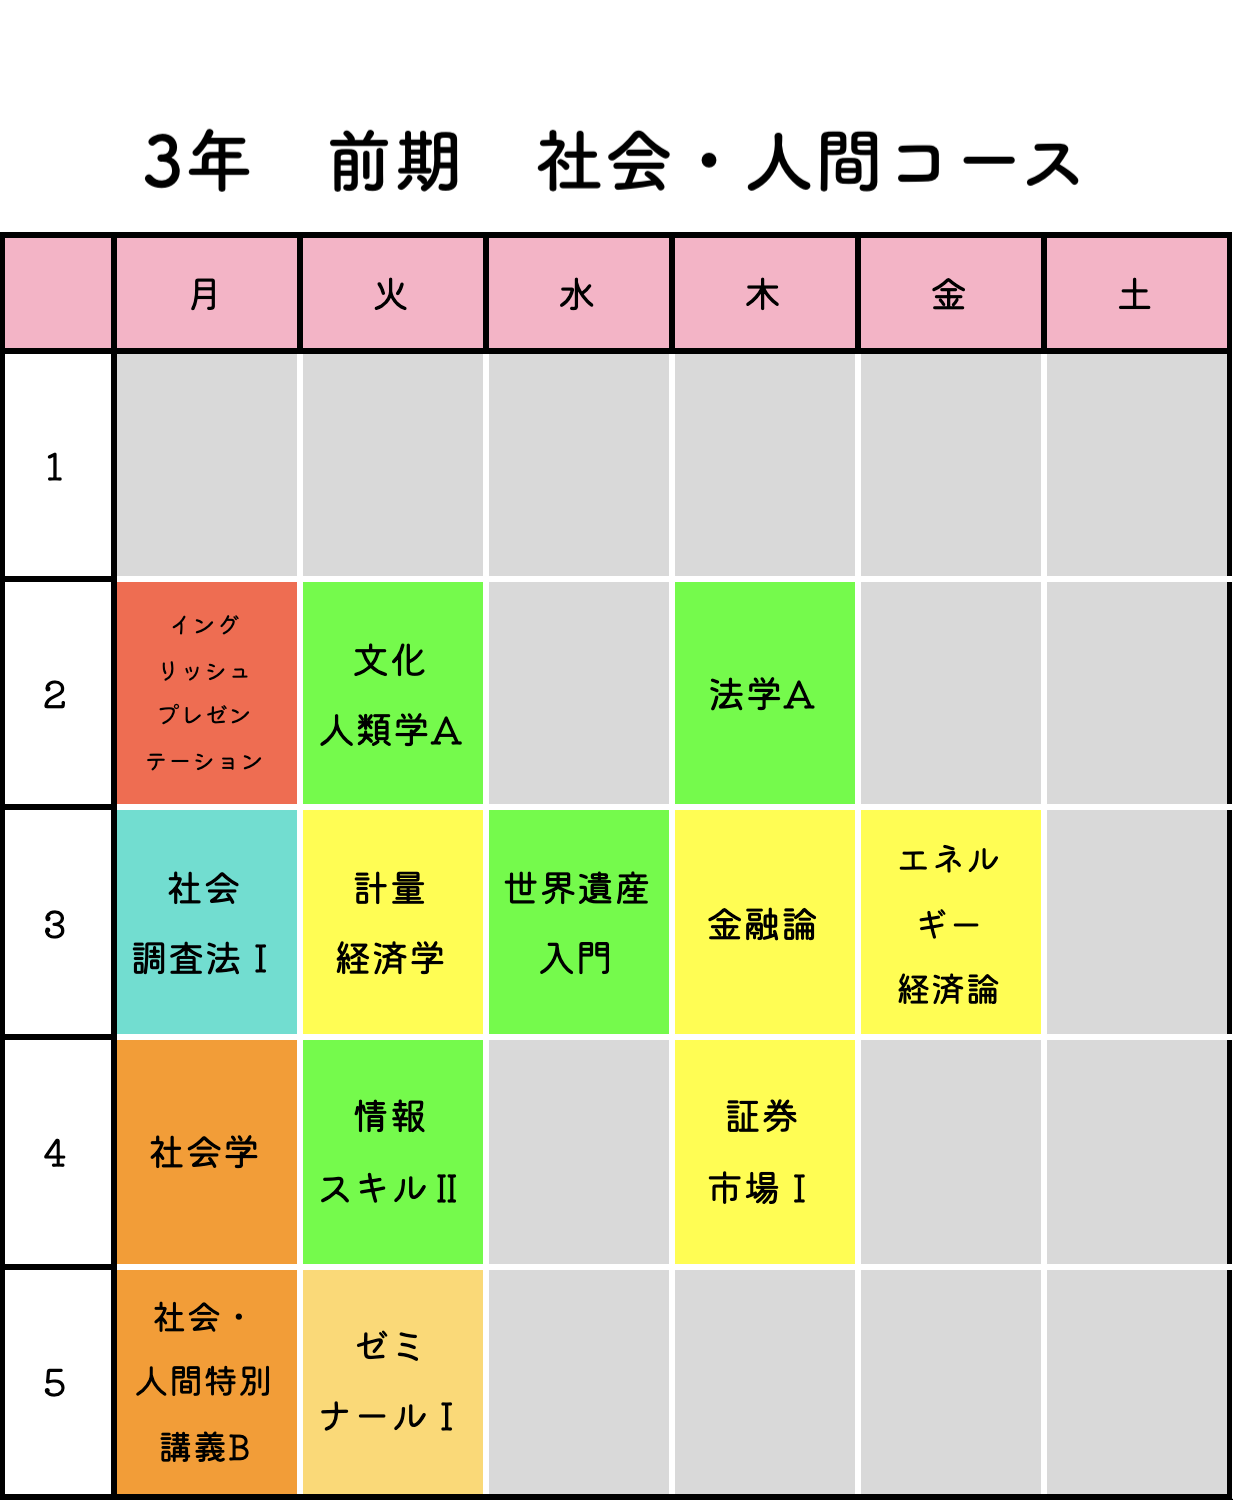 3年　前期　社会・人間コース
月 火 水 木 金 土
1
2
イング
リッシュ
プレゼン
テーション
文化
人類学A
法学A
3
社会
調査法Ⅰ
計量
経済学
世界遺産
入門
金融論
エネル
ギー
経済論
4
社会学
情報
スキルⅡ
証券
市場Ⅰ
5
社会・
人間特別
講義B
ゼミ
ナールⅠ